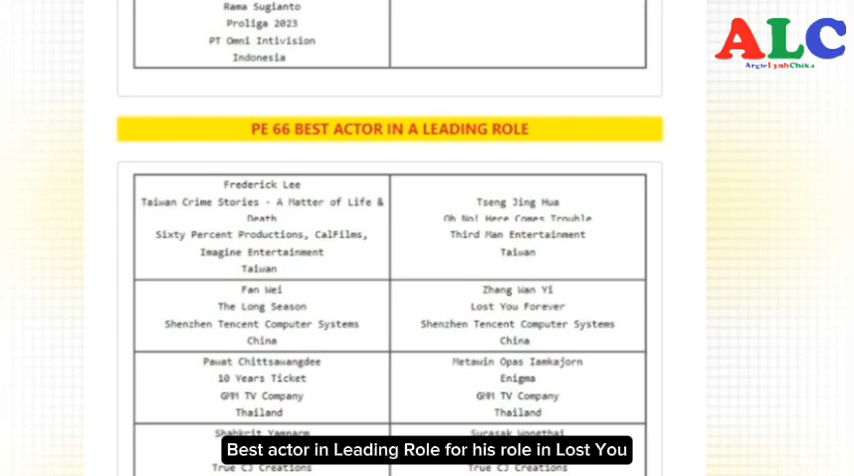 Rama Sugianto
Proliga 2023
PT Omni Intivision
Indonesia
ALC
ArgieLynhChika
PE 66 BEST ACTOR IN A LEADING ROLE
Frederick Lee
Taiwan Crime Stories - A Matter of Life &
Death
Sixty Percent Productions, CalFilms,
Imagine Entertainment
Taiwan
Tseng Jing Hua
Oh No! Here Comes Trouble
Third Man Entertainment
Taiwan
Fan Wei
The Long Season
Shenzhen Tencent Computer Systems
China
Zhang Wan Yi
Lost You Forever
Shenzhen Tencent Computer Systems
China
Pawat Chittsawangdee
10 Years Ticket
GMM TV Company
Thailand
Metawin Opas Iamkajorn
Enigma
GMM TV Company
Thailand
Shahkrit Yamnarm
Surasak Wongthai
Best actor in Leading Role for his role in Lost You
True CJ Creations
True CJ Creations